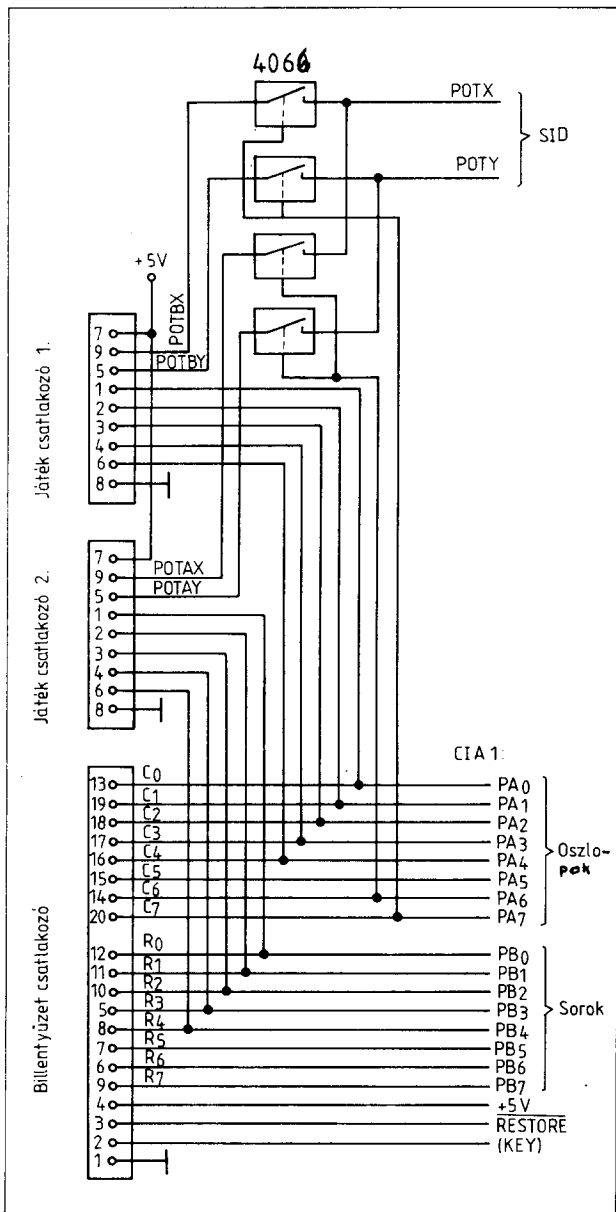 4066
POTX
SID
POTY
+5V
POTBX
POTBY
Játék csatlakozó 1.
7
9
5
1
2
3
4
6
8
Játék csatlakozó 2.
7
9
5
1
2
3
4
6
8
POTAX
POTAY
CIA 1:
Billentyüzet csatlakozó
13 C0 PA0
19 C1 PA1
18 C2 PA2
17 C3 PA3
16 C4 PA4
15 C5 PA5
14 C6 PA6
20 C7 PA7
Oszlo-
pok
12 R0 PB0
11 R1 PB1
10 R2 PB2
5 R3 PB3
8 R4 PB4
7 R5 PB5
6 R6 PB6
9 R7 PB7
Sorok
4 +5V
3 RESTORE
2 (KEY)
1